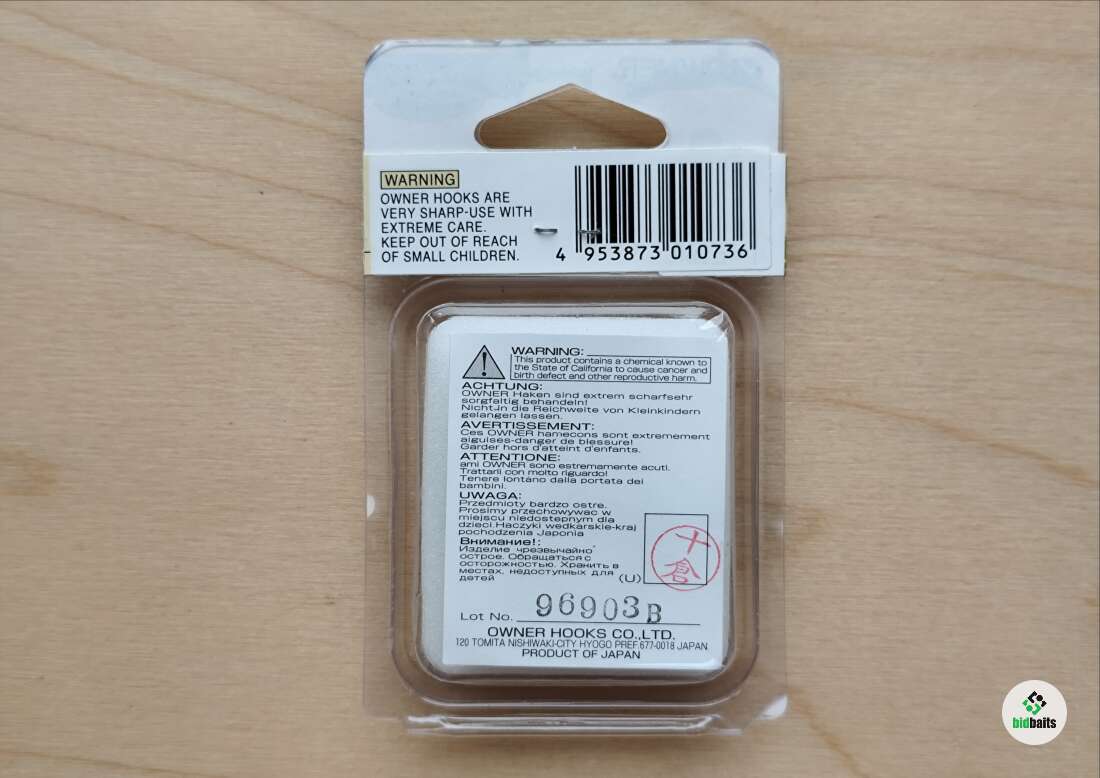 WARNING
OWNER HOOKS ARE
VERY SHARP-USE WITH
EXTREME CARE.
KEEP OUT OF REACH
OF SMALL CHILDREN.
4 953873 010736
WARNING:
This product contains a chemical known to
the State of California to cause cancer and
birth defect and other reproductive harm.
ACHTUNG:
OWNER Haken sind extrem scharfsehr
sorgfaltig behandeln!
Nicht.in die Reichweite von Kleinkindern
gelangen lassen.
AVERTISSEMENT:
Ces OWNER hamecons sont extremement
aiguises-danger de blessure!
Garder hors d'atteint d'enfants.
ATTENTIONE:
ami OWNER sono estremamente acuti.
Trattarli con molto riguardo!
Tenere lontano dalla portata dei
bambini.
UWAGA:
Przedmioty bardzo ostre.
Prosimy przechowywac w
miejscu niedostepnym dla
dzieci.Haczyki wedkarskie-kraj
pochodzenia Japonia
Внимание!:
Изделие чрезвычайно
острое. Обращаться с
осторожностью. Хранить в
местах, недоступных для
детей
(U)
十倉
Lot No. 96903B
OWNER HOOKS CO.,LTD.
120 TOMITA NISHIWAKI-CITY HYOGO PREF.677-0018 JAPAN
PRODUCT OF JAPAN
bidbaits